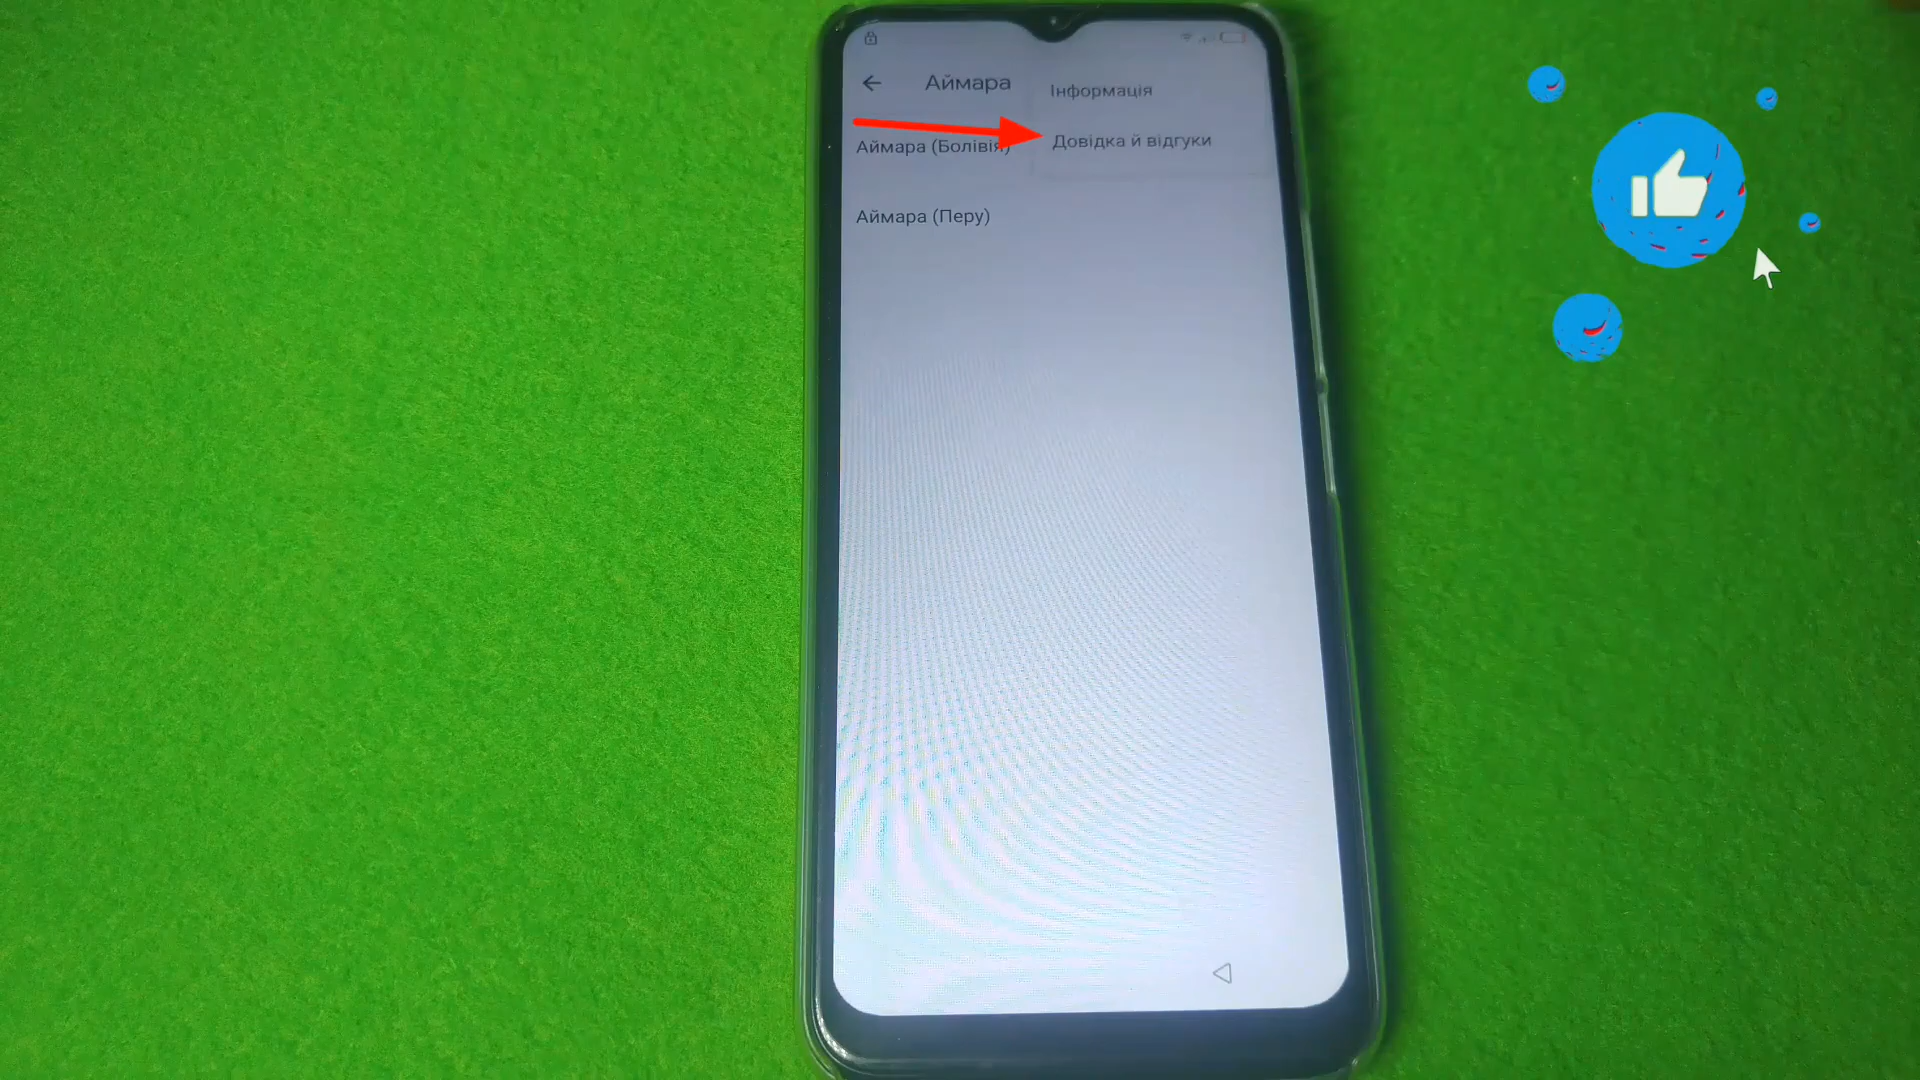 Аймара
Інформація
Довідка й відгуки
Аймара (Болівія)
Аймара (Перу)